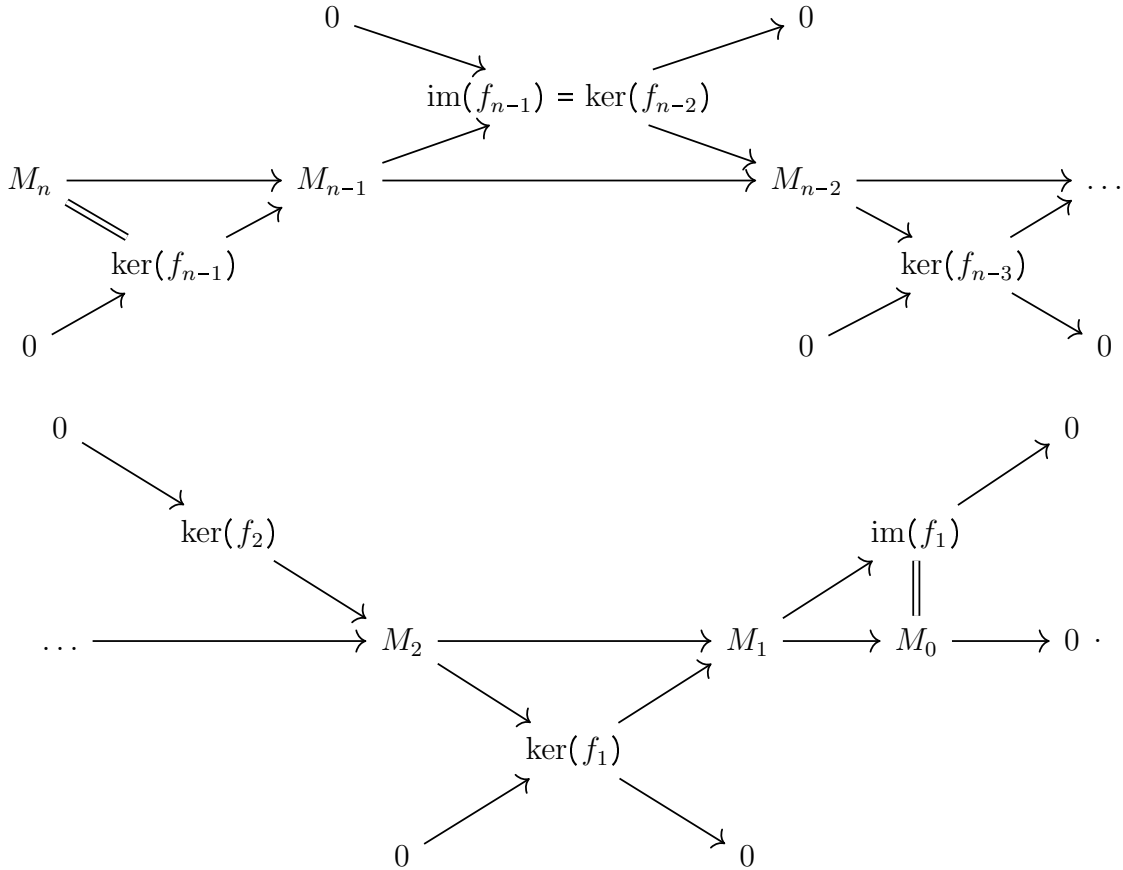 0 0
im(f_{n−1}) = ker(f_{n−2})
M_n M_{n−1} M_{n−2} …
ker(f_{n−1}) ker(f_{n−3})
0 0 0
0 0
ker(f_2) im(f_1)
… M_2 M_1 M_0 0 .
ker(f_1)
0 0